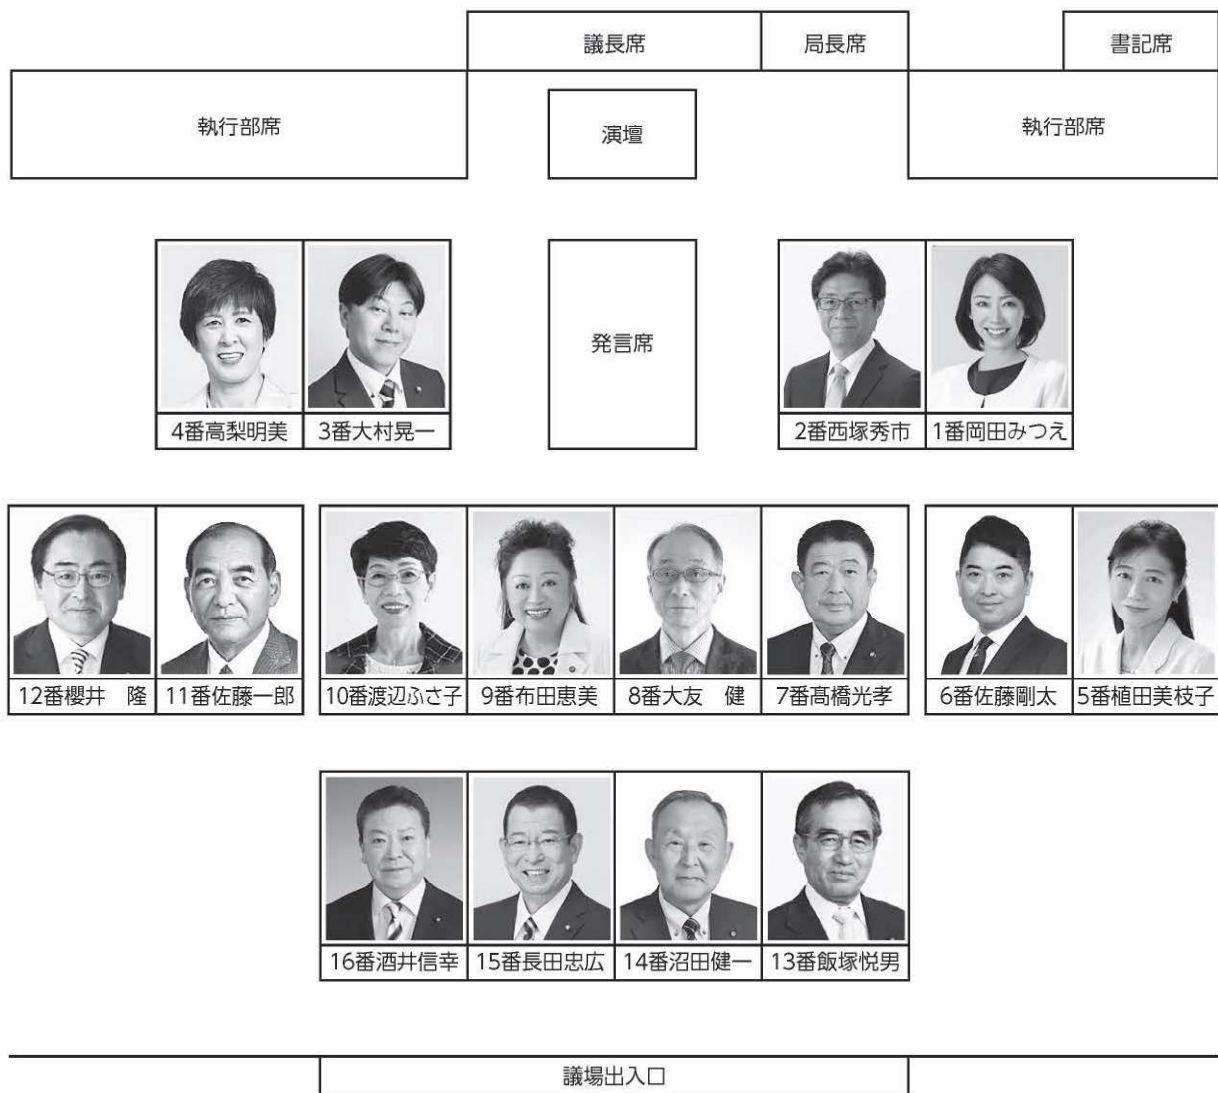 議長席
局長席
書記席
執行部席
演壇
執行部席
発言席
4番高梨明美
3番大村晃一
2番西塚秀市
1番岡田みつえ
12番櫻井　隆
11番佐藤一郎
10番渡辺ふさ子
9番布田恵美
8番大友　健
7番髙橋光孝
6番佐藤剛太
5番植田美枝子
16番酒井信幸
15番長田忠広
14番沼田健一
13番飯塚悦男
議場出入口